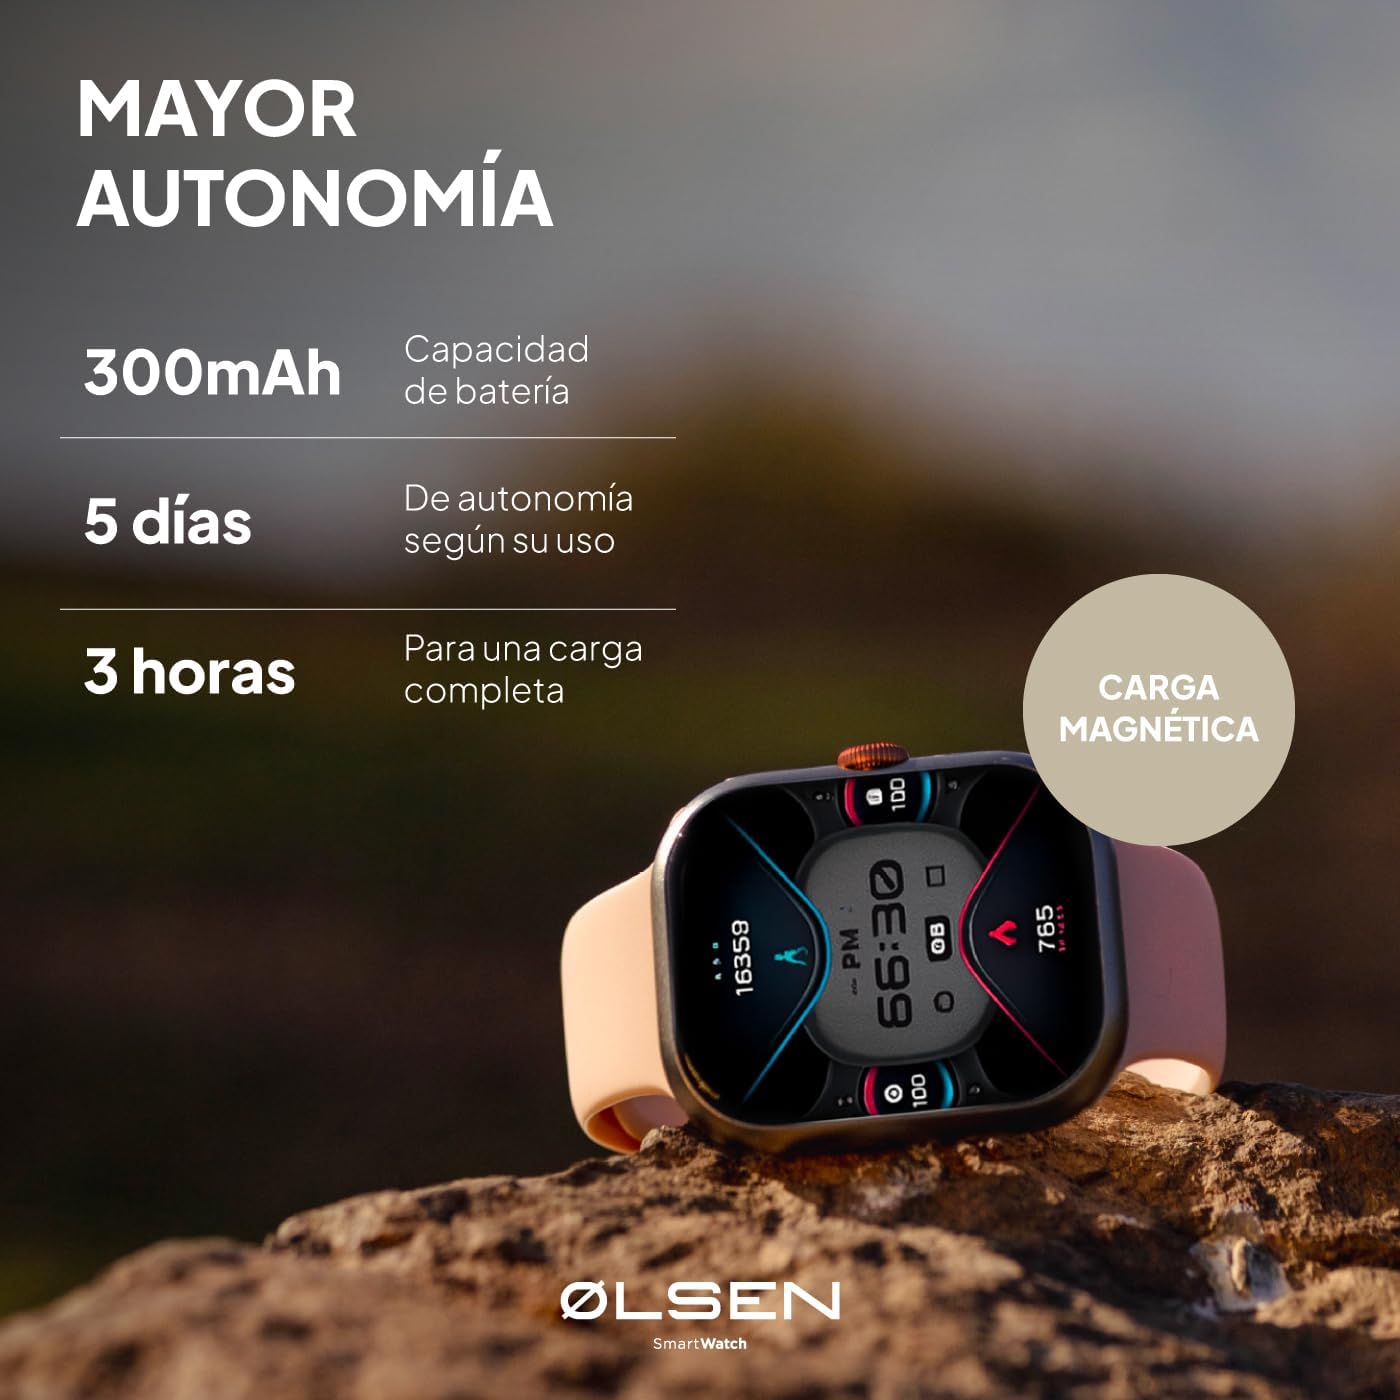 MAYOR
AUTONOMÍA
300mAh
Capacidad
de batería
5 días
De autonomía
según su uso
3 horas
Para una carga
completa
CARGA
MAGNÉTICA
100
16358
PM
66:30
08
765
100
ØLSEN
SmartWatch